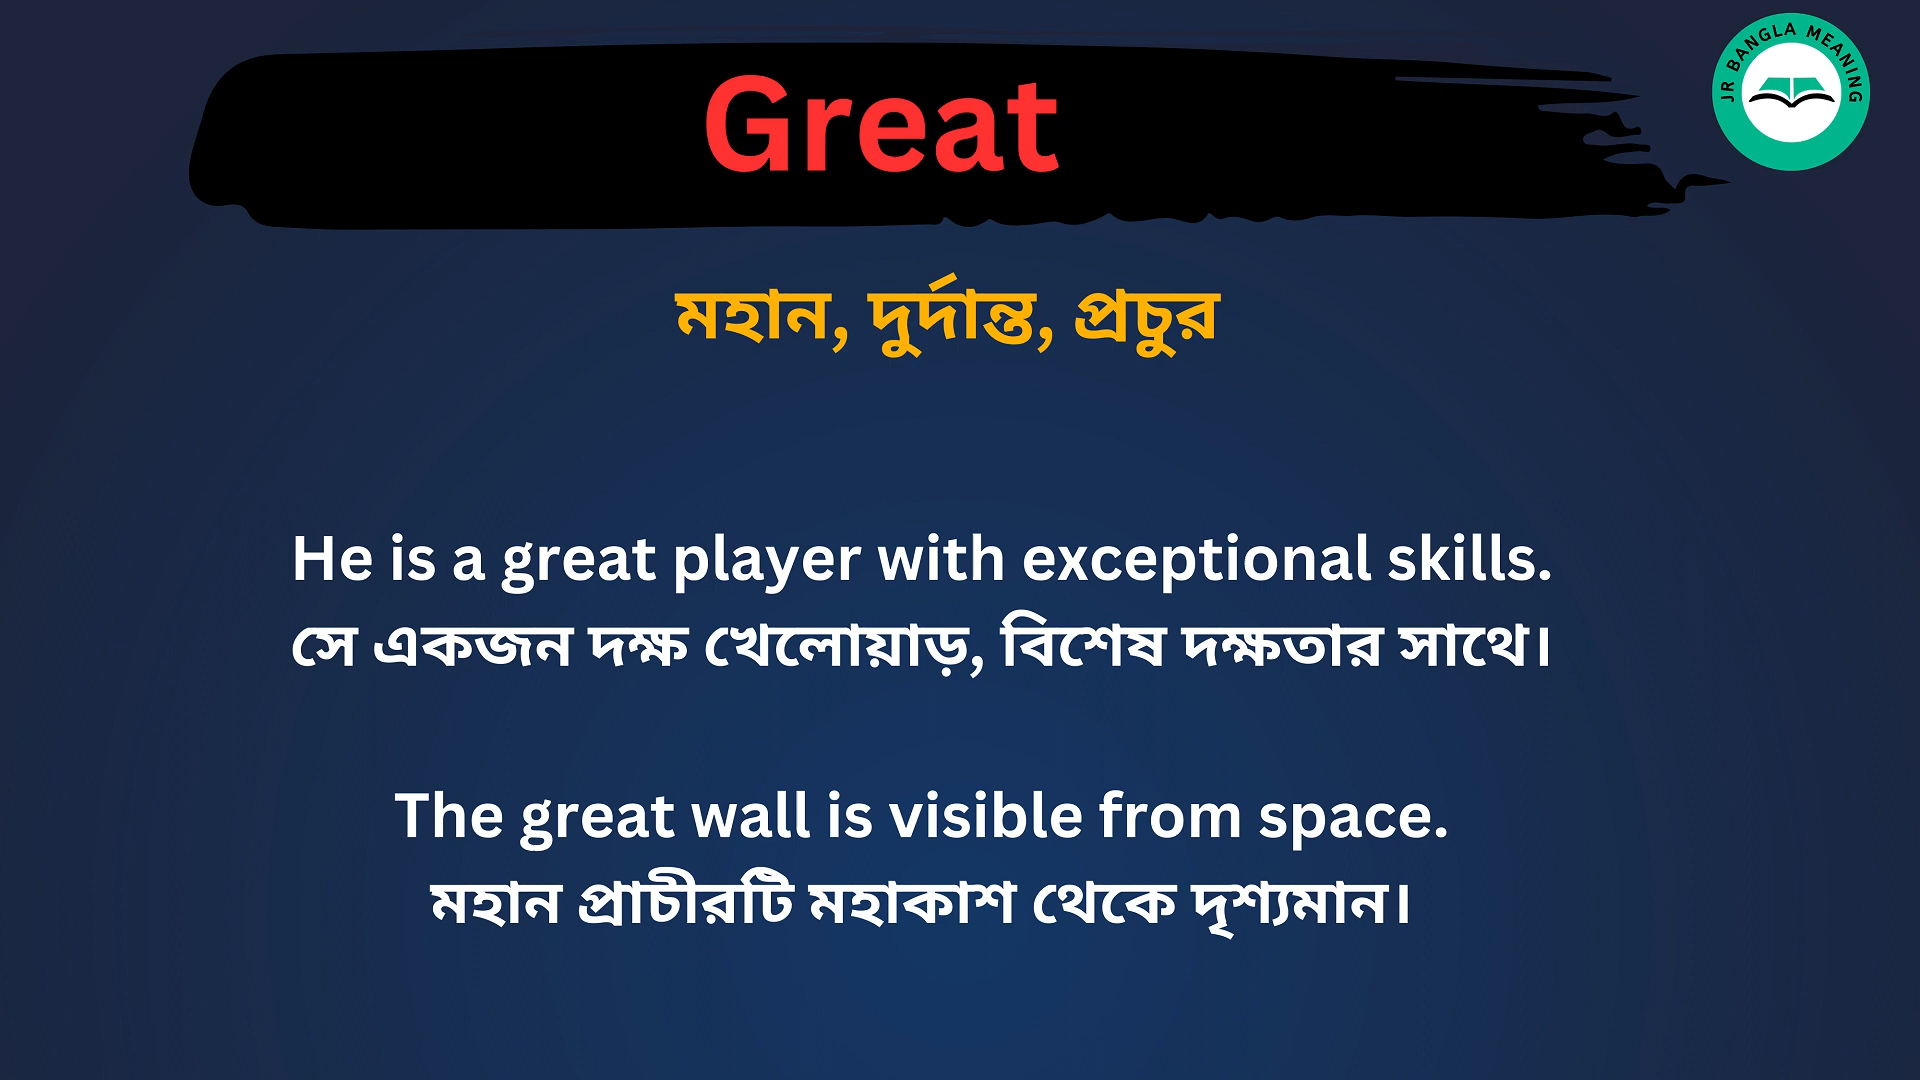 Great
JR BANGLA MEANING
মহান, দুর্দান্ত, প্রচুর
He is a great player with exceptional skills.
সে একজন দক্ষ খেলোয়াড়, বিশেষ দক্ষতার সাথে।
The great wall is visible from space.
মহান প্রাচীরটি মহাকাশ থেকে দৃশ্যমান।